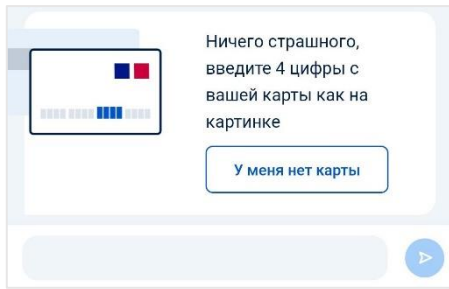 Ничего страшного,
введите 4 цифры с
вашей карты как на
картинке
У меня нет карты